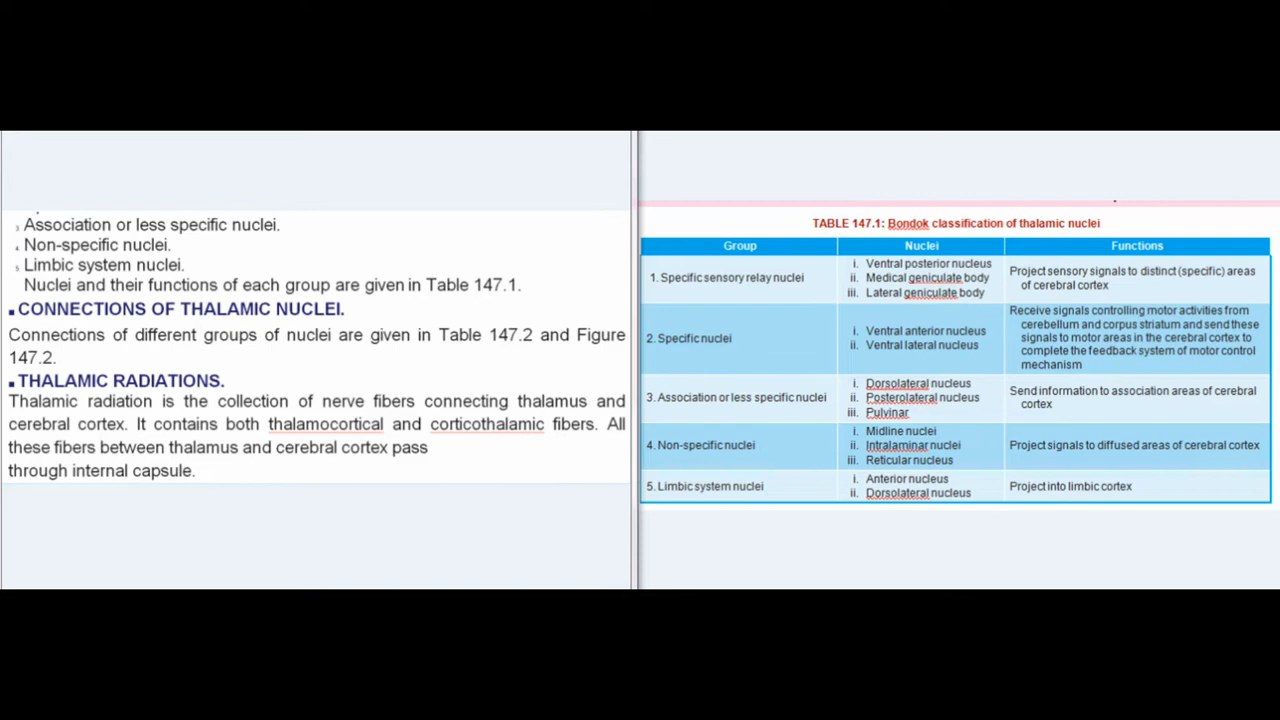 3 Association or less specific nuclei.
4 Non-specific nuclei.
5 Limbic system nuclei.
Nuclei and their functions of each group are given in Table 147.1.
▪ CONNECTIONS OF THALAMIC NUCLEI.
Connections of different groups of nuclei are given in Table 147.2 and Figure
147.2.
▪ THALAMIC RADIATIONS.
Thalamic radiation is the collection of nerve fibers connecting thalamus and
cerebral cortex. It contains both thalamocortical and corticothalamic fibers. All
these fibers between thalamus and cerebral cortex pass
through internal capsule.
TABLE 147.1: Bondok classification of thalamic nuclei
Group Nuclei Functions
1. Specific sensory relay nuclei
i. Ventral posterior nucleus
ii. Medical geniculate body
iii. Lateral geniculate body
Project sensory signals to distinct (specific) areas
of cerebral cortex
2. Specific nuclei
i. Ventral anterior nucleus
ii. Ventral lateral nucleus
Receive signals controlling motor activities from
cerebellum and corpus striatum and send these
signals to motor areas in the cerebral cortex to
complete the feedback system of motor control
mechanism
3. Association or less specific nuclei
i. Dorsolateral nucleus
ii. Posterolateral nucleus
iii. Pulvinar
Send information to association areas of cerebral
cortex
4. Non-specific nuclei
i. Midline nuclei
ii. Intralaminar nuclei
iii. Reticular nucleus
Project signals to diffused areas of cerebral cortex
5. Limbic system nuclei
i. Anterior nucleus
ii. Dorsolateral nucleus
Project into limbic cortex